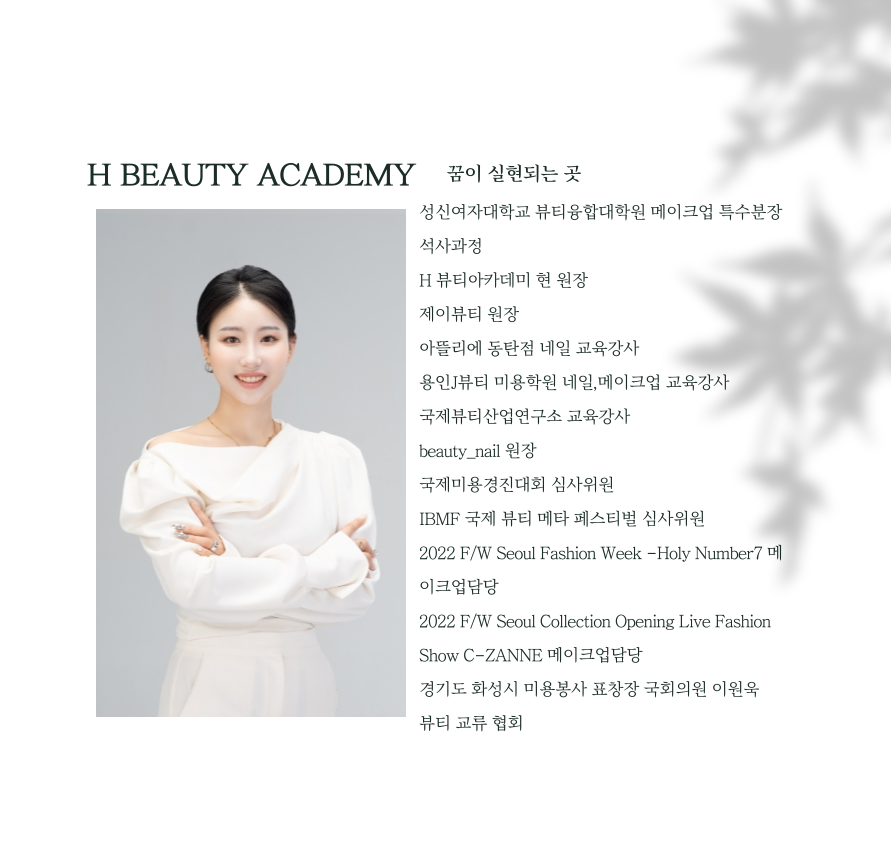 H BEAUTY ACADEMY 꿈이 실현되는 곳
성신여자대학교 뷰티융합대학원 메이크업 특수분장
석사과정
H 뷰티아카데미 현 원장
제이뷰티 원장
아뜰리에 동탄점 네일 교육강사
용인J뷰티 미용학원 네일,메이크업 교육강사
국제뷰티산업연구소 교육강사
beauty_nail 원장
국제미용경진대회 심사위원
IBMF 국제 뷰티 메타 페스티벌 심사위원
2022 F/W Seoul Fashion Week -Holy Number7 메
이크업담당
2022 F/W Seoul Collection Opening Live Fashion
Show C-ZANNE 메이크업담당
경기도 화성시 미용봉사 표창장 국회의원 이원욱
뷰티 교류 협회